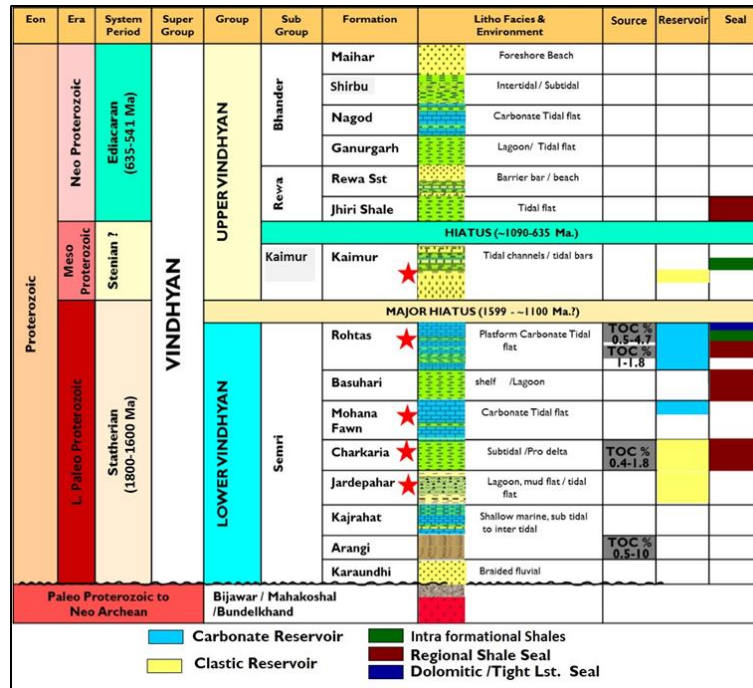 Eon Era System Period Super Group Group Sub Group Formation Litho Facies & Environment Source Reservoir Seal
Proterozoic
Neo Proterozoic
Ediacaran
(635-541 Ma)
VINDHYAN
UPPER VINDHYAN
Bhander
Maihar Foreshore Beach
Shirbu Intertidal / Subtidal
Nagod Carbonate Tidal flat
Ganurgarh Lagoon/ Tidal flat
Rewa
Rewa Sst Barrier bar / beach
Jhiri Shale Tidal flat
HIATUS (~1090-635 Ma.)
Meso Proterozoic
Stenian ?
Kaimur Kaimur Tidal channels / tidal bars
MAJOR HIATUS (1599 - ~1100 Ma.?)
L. Paleo Proterozoic
Statherian
(1800-1600 Ma)
LOWER VINDHYAN
Semri
Rohtas Platform Carbonate Tidal flat TOC % 0.5-4.7 TOC % 1-1.8
Basuhari shelf /Lagoon
Mohana Fawn Carbonate Tidal flat
Charkaria Subtidal /Pro delta TOC % 0.4-1.8
Jardepahar Lagoon, mud flat / tidal flat
Kajrahat Shallow marine, sub tidal to inter tidal
Arangi TOC % 0.5-10
Karaundhi Braided fluvial
Paleo Proterozoic to Neo Archean
Bijawar / Mahakoshal /Bundelkhand
Carbonate Reservoir
Clastic Reservoir
Intra formational Shales
Regional Shale Seal
Dolomitic /Tight Lst. Seal